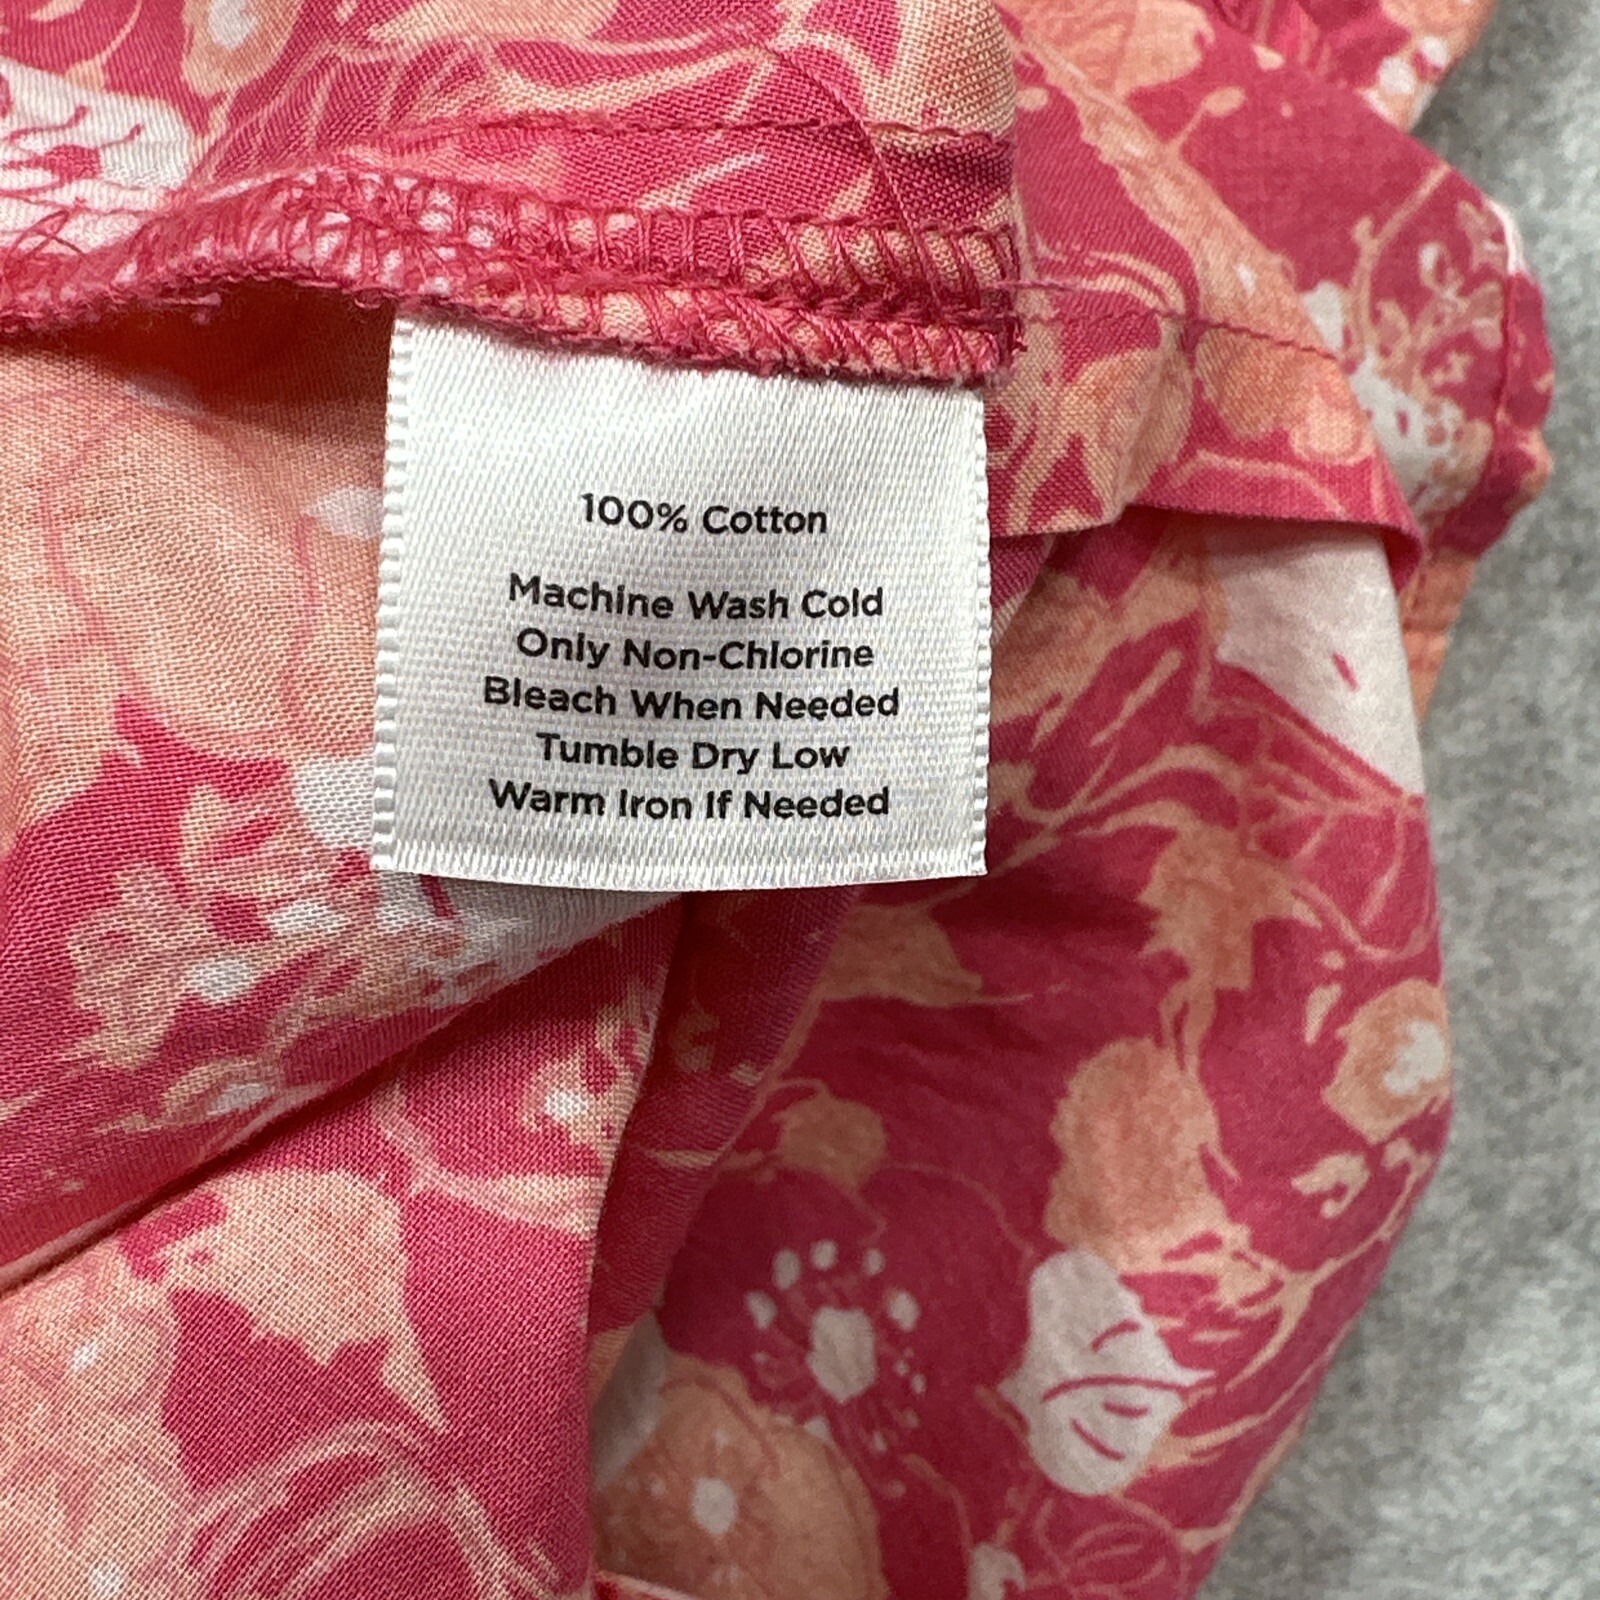 100% Cotton
Machine Wash Cold
Only Non-Chlorine
Bleach When Needed
Tumble Dry Low
Warm Iron If Needed